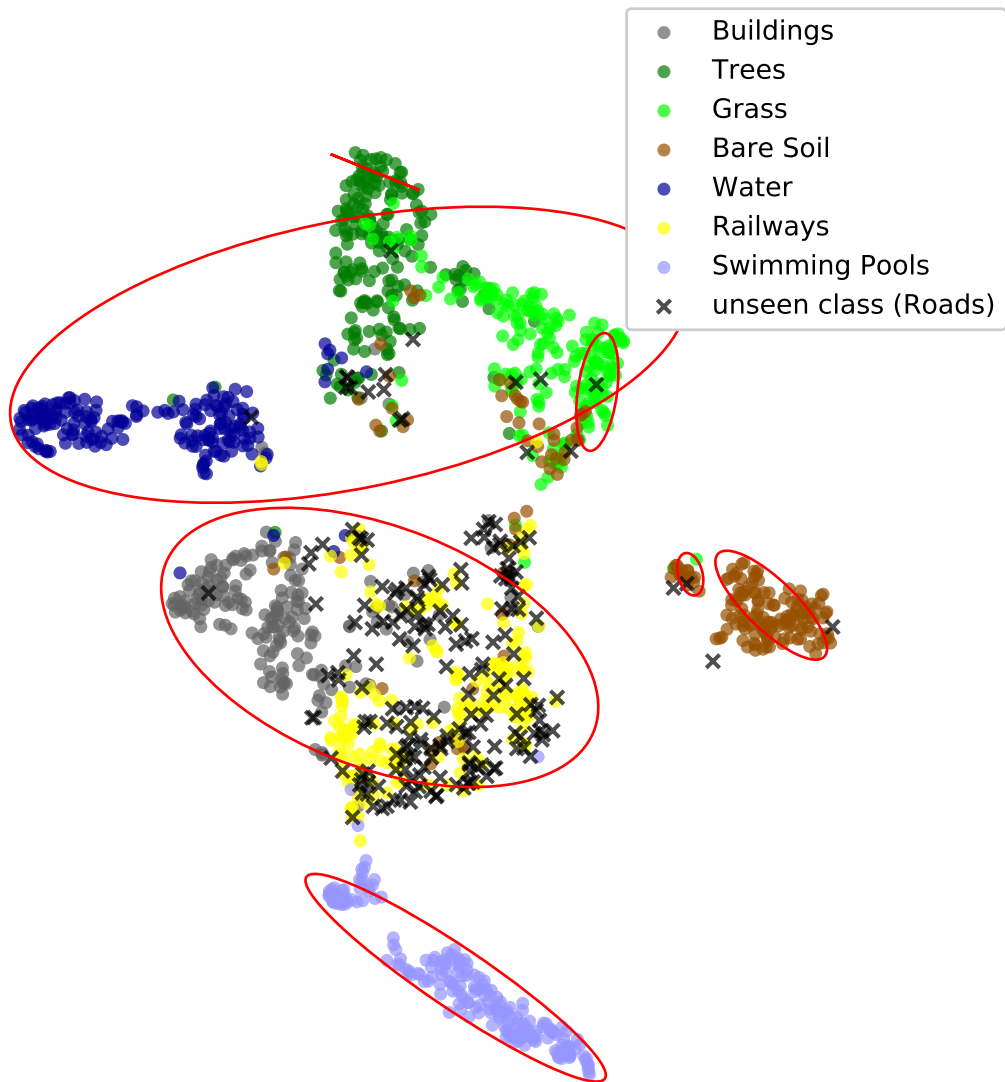 Buildings
Trees
Grass
Bare Soil
Water
Railways
Swimming Pools
unseen class (Roads)